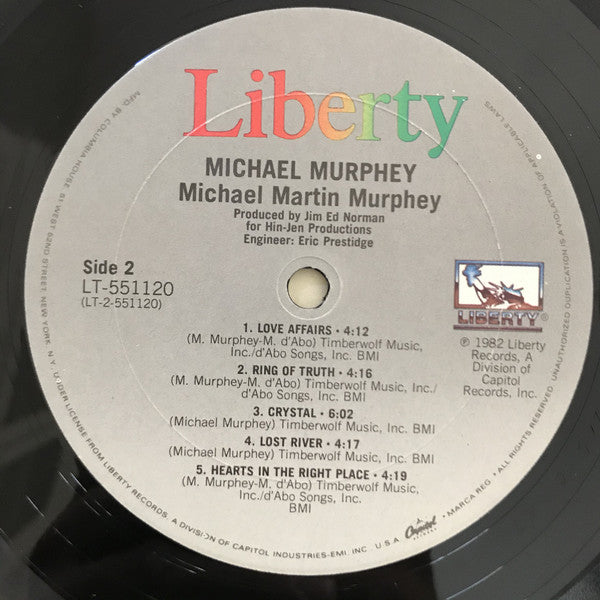 Liberty
MICHAEL MURPHEY
Michael Martin Murphey
Produced by Jim Ed Norman
for Hin-Jen Productions
Engineer: Eric Prestidge
Side 2
LT-551120
(LT-2-551120)
LIBERTY®
℗ 1982 Liberty
Records, A
Division of
Capitol
Records, Inc.
1. LOVE AFFAIRS • 4:12
(M. Murphey-M. d'Abo) Timberwolf Music,
Inc./d'Abo Songs, Inc. BMI
2. RING OF TRUTH • 4:16
(M. Murphey-M. d'Abo) Timberwolf Music, Inc./
d'Abo Songs, Inc. BMI
3. CRYSTAL • 6:02
(Michael Murphey) Timberwolf Music, Inc. BMI
4. LOST RIVER • 4:17
(Michael Murphey) Timberwolf Music, Inc. BMI
5. HEARTS IN THE RIGHT PLACE • 4:19
(M. Murphey-M. d'Abo) Timberwolf Music,
Inc./d'Abo Songs, Inc.
BMI
MFD. BY COLUMBIA HOUSE, 51 WEST 52ND STREET, NEW YORK, N.Y. UNDER LICENSE FROM LIBERTY RECORDS, A DIVISION OF CAPITOL INDUSTRIES-EMI, INC. U.S.A. Capitol MARCA REG. • ALL RIGHTS RESERVED. UNAUTHORIZED DUPLICATION IS A VIOLATION OF APPLICABLE LAWS